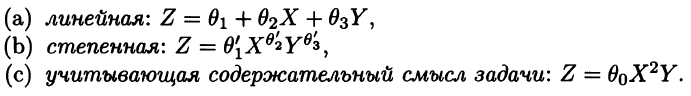 (a) линейная: Z = θ₁ + θ₂X + θ₃Y,
(b) степенная: Z = θ′₁X^{θ′₂}Y^{θ′₃},
(c) учитывающая содержательный смысл задачи: Z = θ₀X²Y.